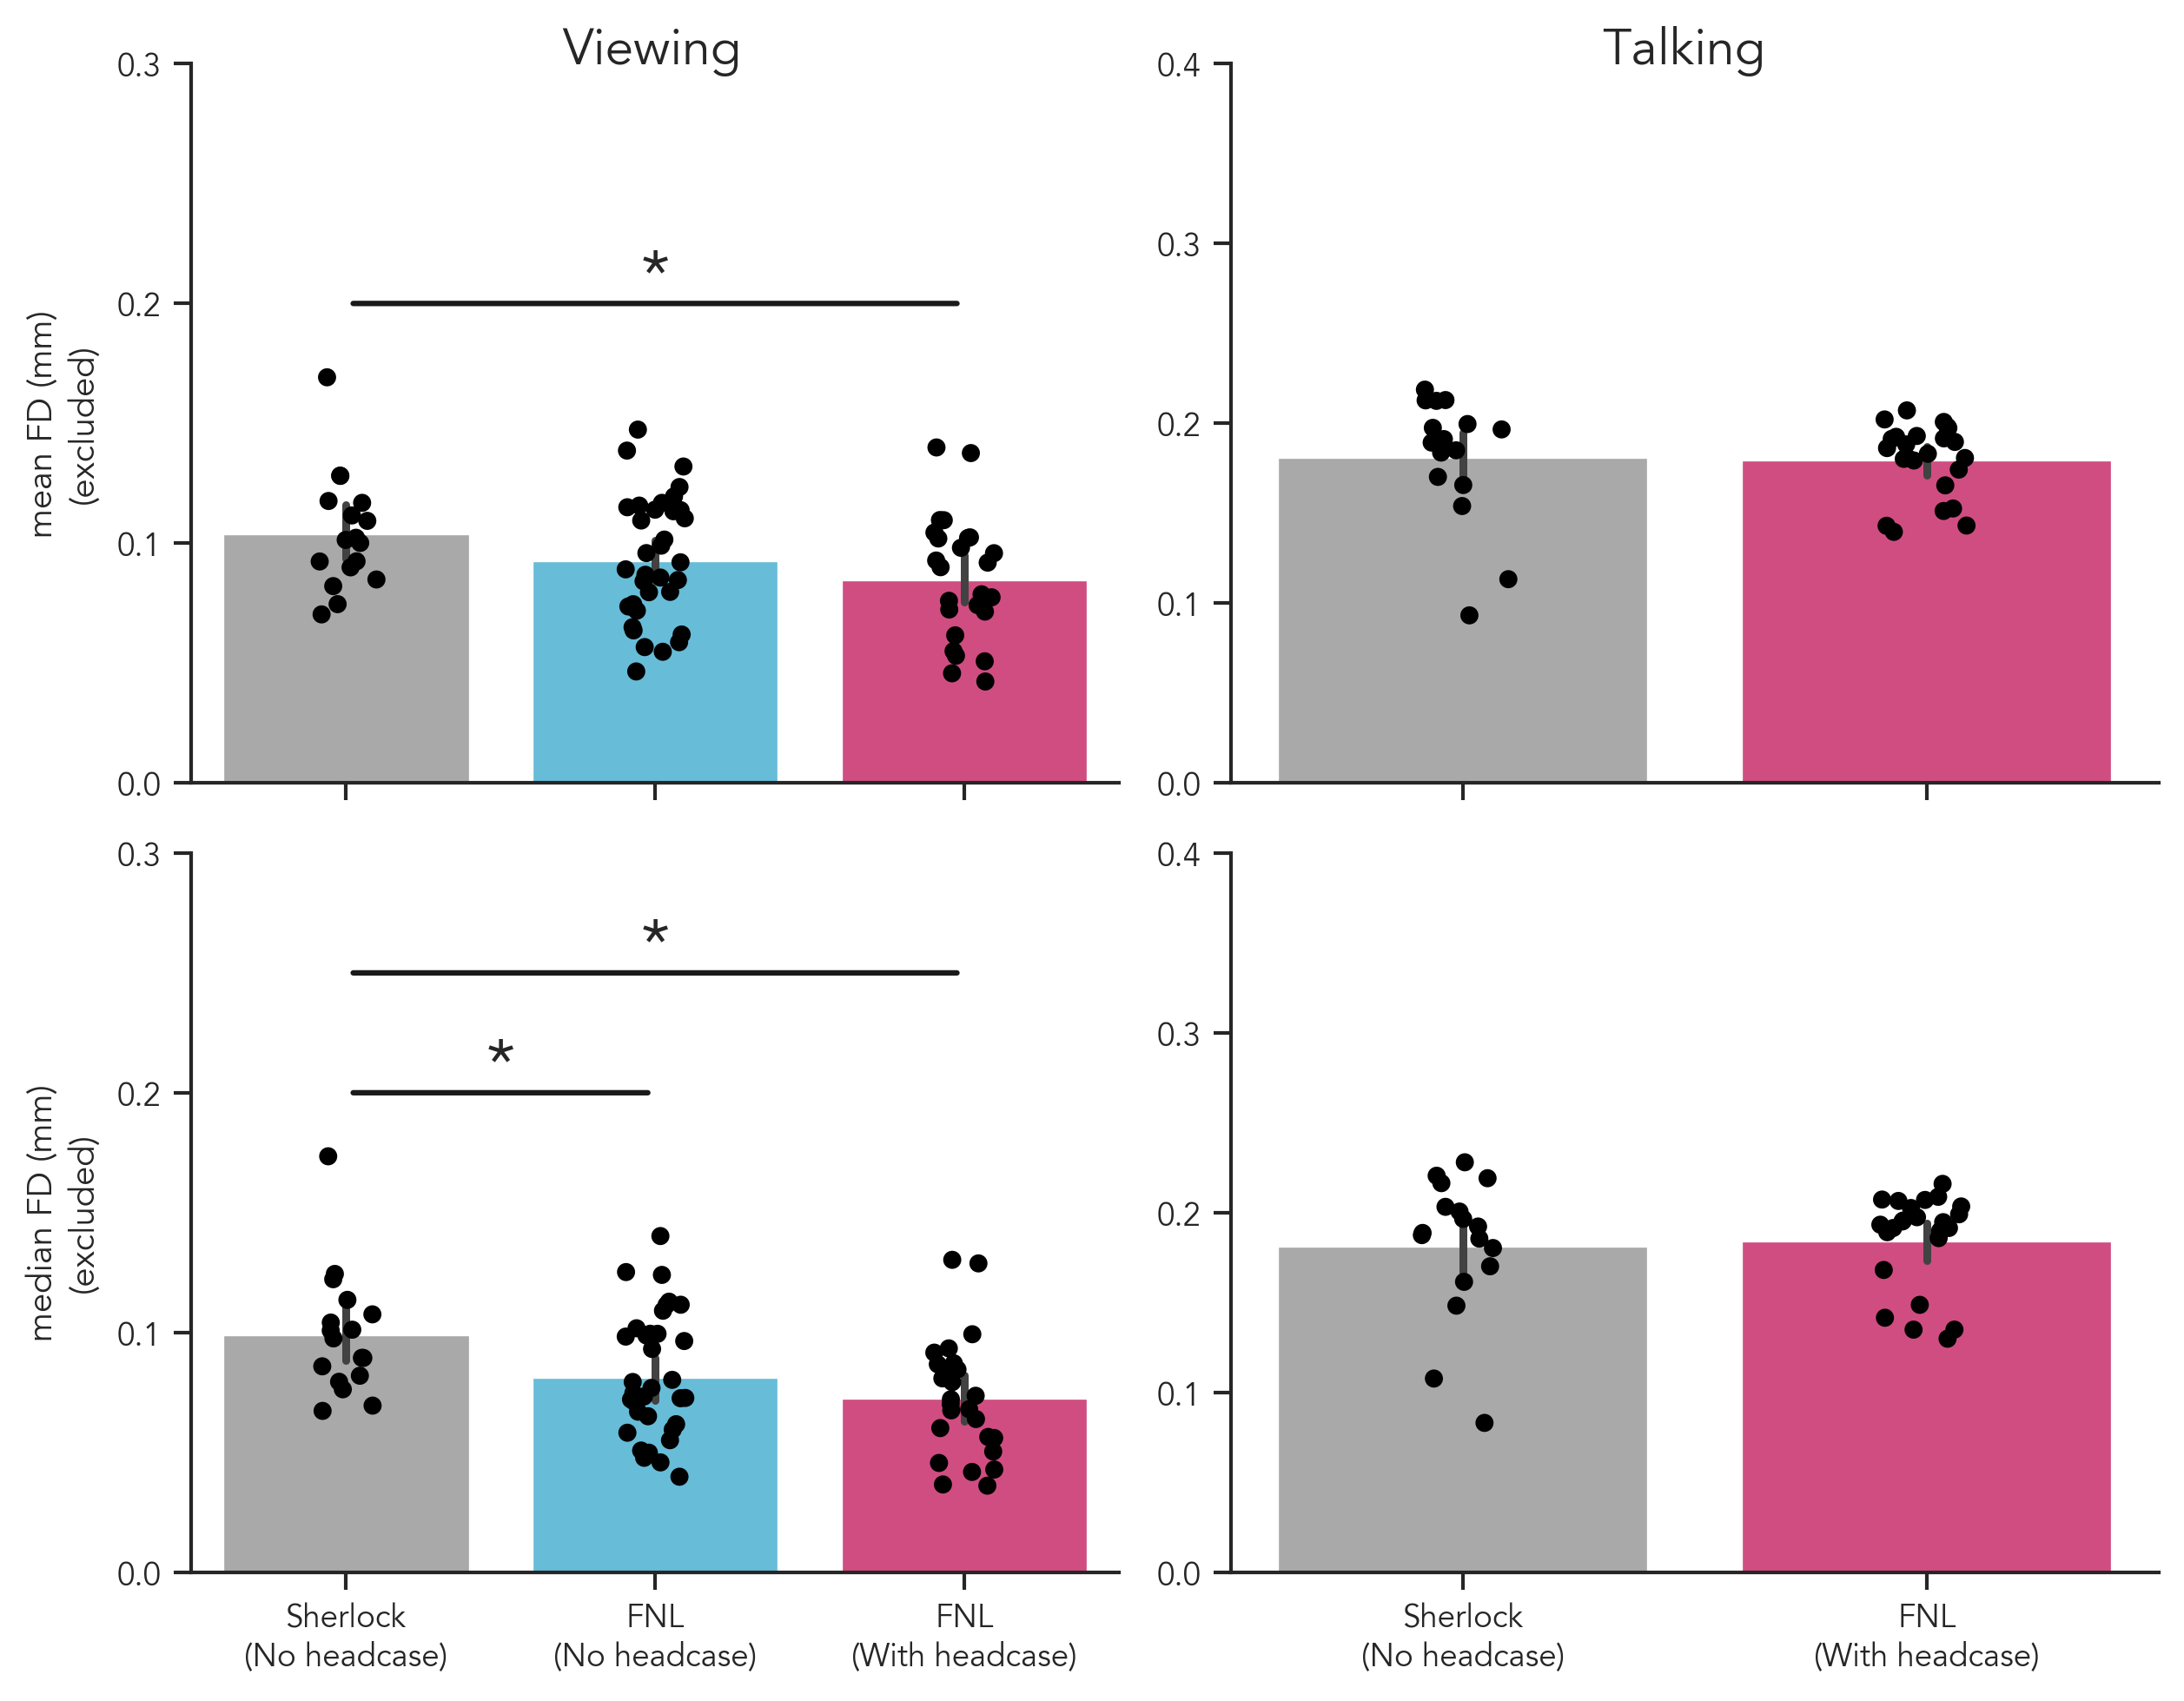 Viewing
Talking
mean FD (mm)
(excluded)
0.3
0.2
0.1
0.0
*
0.4
0.3
0.2
0.1
0.0
median FD (mm)
(excluded)
0.3
0.2
0.1
0.0
*
*
0.4
0.3
0.2
0.1
0.0
Sherlock
(No headcase)
FNL
(No headcase)
FNL
(With headcase)
Sherlock
(No headcase)
FNL
(With headcase)